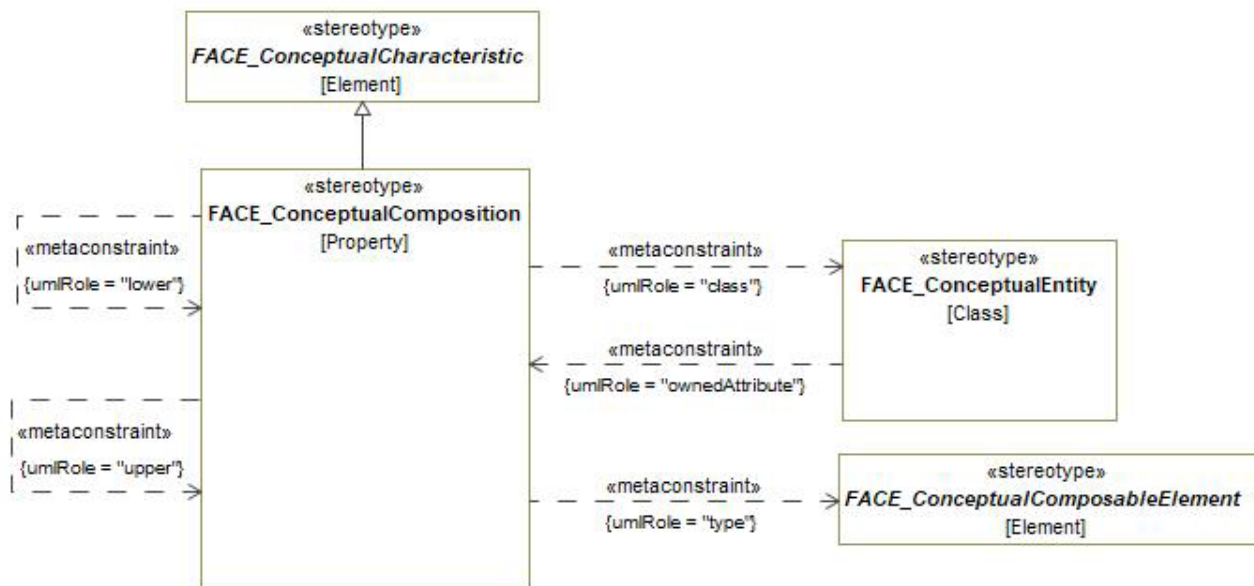 «stereotype»
FACE_ConceptualCharacteristic
[Element]
«stereotype»
FACE_ConceptualComposition
[Property]
«metaconstraint»
{umlRole = "lower"}
«metaconstraint»
{umlRole = "upper"}
«metaconstraint»
{umlRole = "class"}
«metaconstraint»
{umlRole = "ownedAttribute"}
«stereotype»
FACE_ConceptualEntity
[Class]
«metaconstraint»
{umlRole = "type"}
«stereotype»
FACE_ConceptualComposableElement
[Element]